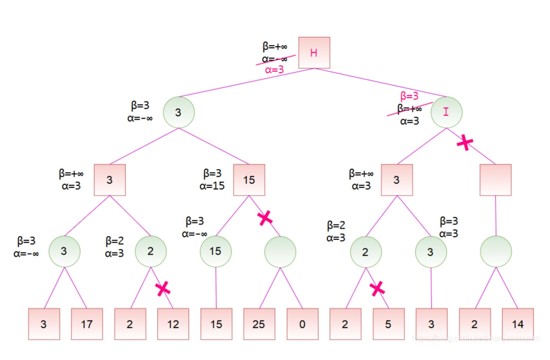 β=+∞
α=-∞
α=3
H
β=3
α=-∞
3
β=3
β=+∞
α=3
I
β=+∞
α=3
3
β=3
α=15
15
β=+∞
α=3
3
β=3
α=-∞
3
β=2
α=3
2
β=3
α=-∞
15
β=2
α=3
2
β=3
α=3
3
3 17 2 12 15 25 0 2 5 3 2 14